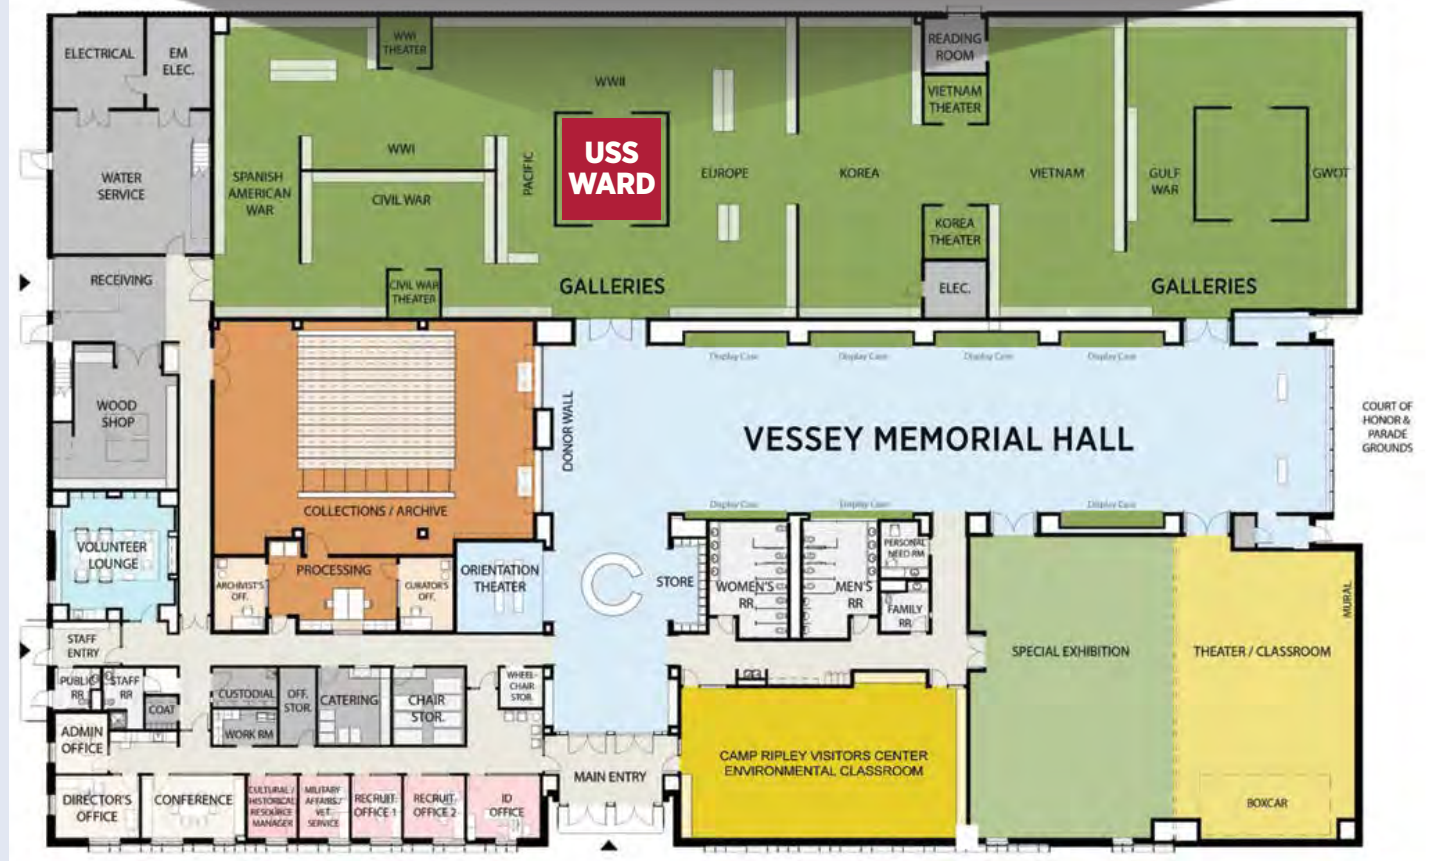 ELECTRICAL
EM
ELEC.
WWI
THEATER
WWII
READING
ROOM
VIETNAM
THEATER
WATER
SERVICE
SPANISH
AMERICAN
WAR
WWI
CIVIL WAR
PACIFIC
USS
WARD
EUROPE
KOREA
VIETNAM
GULF
WAR
GWOT
KOREA
THEATER
RECEIVING
CIVIL WAR
THEATER
GALLERIES
ELEC.
GALLERIES
Display Case
Display Case
Display Case
Display Case
WOOD
SHOP
DONOR WALL
VESSEY MEMORIAL HALL
COURT OF
HONOR &
PARADE
GROUNDS
COLLECTIONS / ARCHIVE
Display Case
Display Case
Display Case
VOLUNTEER
LOUNGE
ARCHIVIST'S
OFF.
PROCESSING
CURATOR'S
OFF.
ORIENTATION
THEATER
C
STORE
WOMEN'S
RR
MEN'S
RR
PERSONAL
NEED RM
FAMILY
RR
MURAL
STAFF
ENTRY
SPECIAL EXHIBITION
THEATER / CLASSROOM
PUBLIC
RR
STAFF
RR
COAT
CUSTODIAL
WORK RM
OFF.
STOR.
CATERING
CHAIR
STOR.
WHEEL-
CHAIR
STOR.
ADMIN
OFFICE
MAIN ENTRY
CAMP RIPLEY VISITORS CENTER
ENVIRONMENTAL CLASSROOM
DIRECTOR'S
OFFICE
CONFERENCE
CULTURAL /
HISTORICAL
RESOURCE
MANAGER
MILITARY
AFFAIRS/
VET
SERVICE
RECRUIT
OFFICE 1
RECRUIT
OFFICE 2
ID
OFFICE
BOXCAR